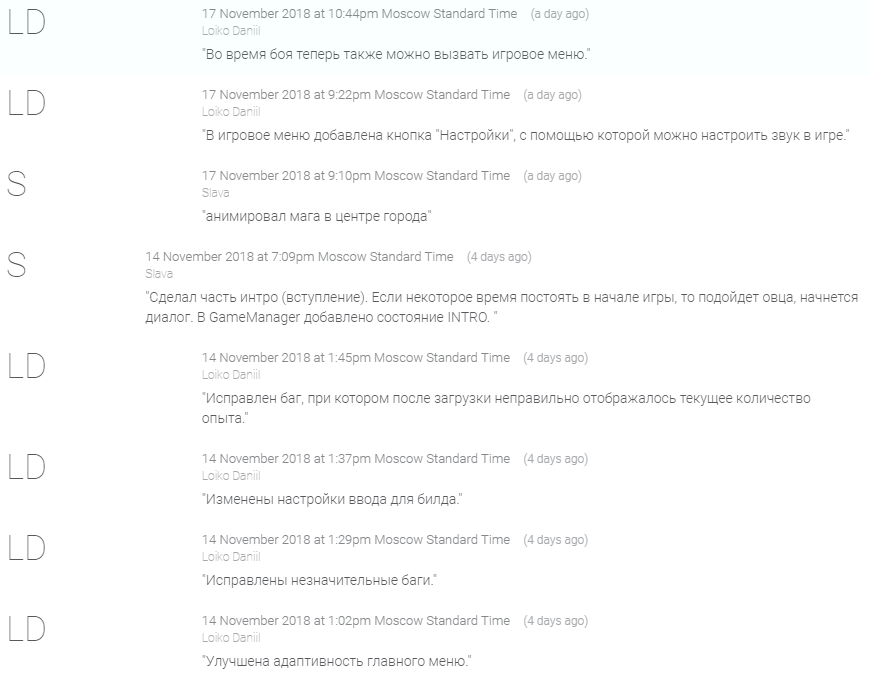 LD
17 November 2018 at 10:44pm Moscow Standard Time (a day ago)
Loiko Daniil
"Во время боя теперь также можно вызвать игровое меню."
LD
17 November 2018 at 9:22pm Moscow Standard Time (a day ago)
Loiko Daniil
"В игровое меню добавлена кнопка "Настройки", с помощью которой можно настроить звук в игре."
S
17 November 2018 at 9:10pm Moscow Standard Time (a day ago)
Slava
"анимировал мага в центре города"
S
14 November 2018 at 7:09pm Moscow Standard Time (4 days ago)
Slava
"Сделал часть интро (вступление). Если некоторое время постоять в начале игры, то подойдет овца, начнется
диалог. В GameManager добавлено состояние INTRO. "
LD
14 November 2018 at 1:45pm Moscow Standard Time (4 days ago)
Loiko Daniil
"Исправлен баг, при котором после загрузки неправильно отображалось текущее количество
опыта."
LD
14 November 2018 at 1:37pm Moscow Standard Time (4 days ago)
Loiko Daniil
"Изменены настройки ввода для билда."
LD
14 November 2018 at 1:29pm Moscow Standard Time (4 days ago)
Loiko Daniil
"Исправлены незначительные баги."
LD
14 November 2018 at 1:02pm Moscow Standard Time (4 days ago)
Loiko Daniil
"Улучшена адаптивность главного меню."